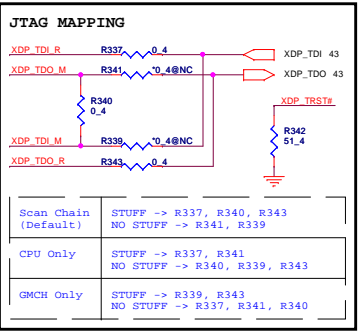 JTAG MAPPING
XDP_TDI_R R337 0_4 XDP_TDI 43
XDP_TDO_M R341 *0_4@NC XDP_TDO 43
R340
0_4
XDP_TRST#
R342
51_4
XDP_TDI_M R339 *0_4@NC
XDP_TDO_R R343 0_4
Scan Chain STUFF -> R337, R340, R343
(Default) NO STUFF -> R341, R339
CPU Only STUFF -> R337, R341
NO STUFF -> R340, R339, R343
GMCH Only STUFF -> R339, R343
NO STUFF -> R337, R341, R340